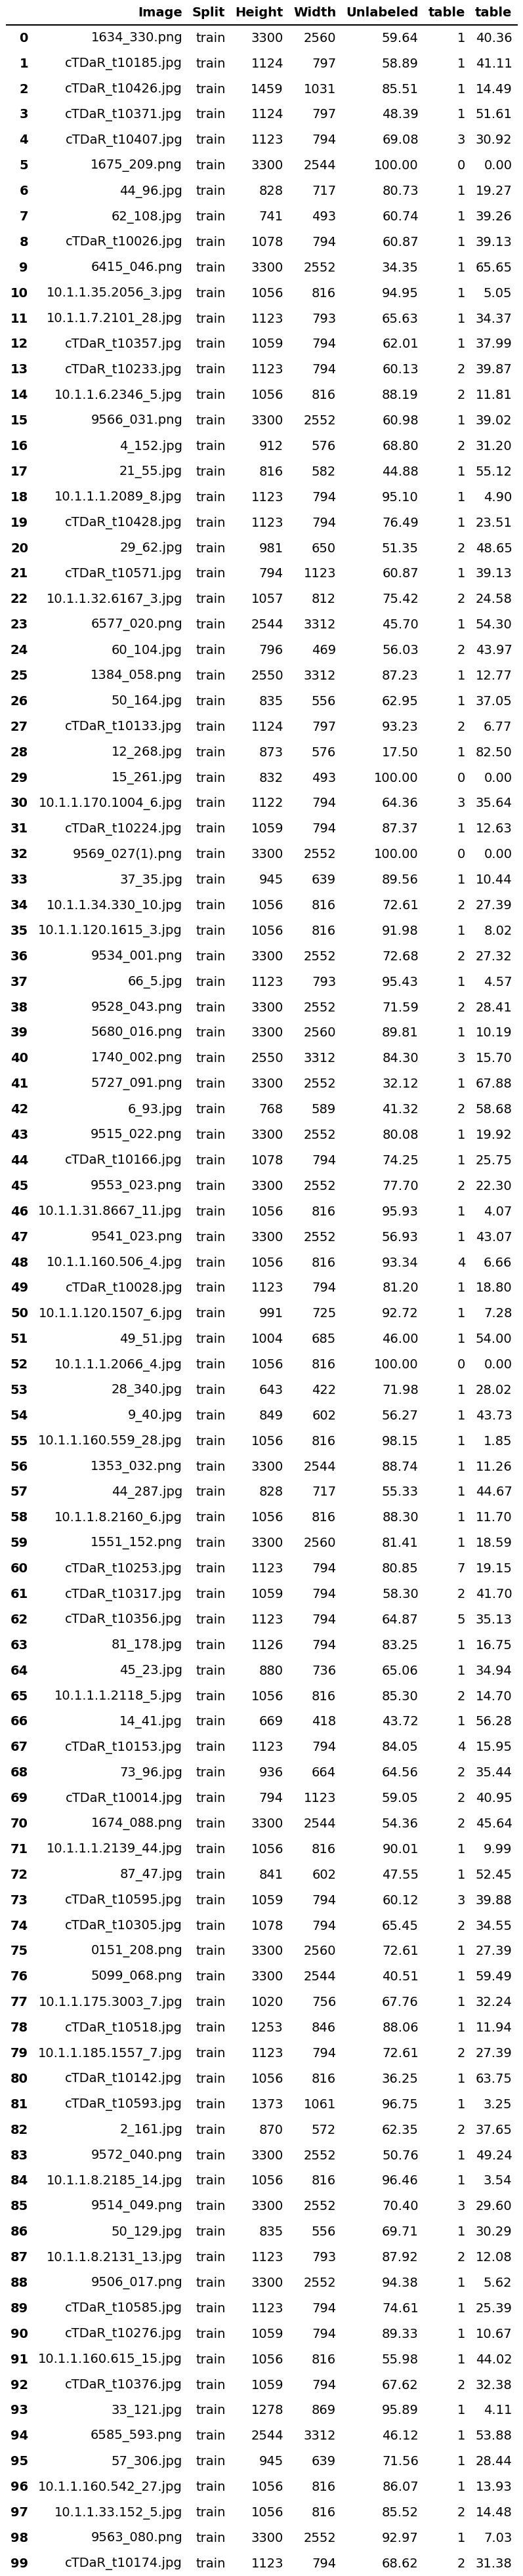 Image Split Height Width Unlabeled table table
0 1634_330.png train 3300 2560 59.64 1 40.36
1 cTDaR_t10185.jpg train 1124 797 58.89 1 41.11
2 cTDaR_t10426.jpg train 1459 1031 85.51 1 14.49
3 cTDaR_t10371.jpg train 1124 797 48.39 1 51.61
4 cTDaR_t10407.jpg train 1123 794 69.08 3 30.92
5 1675_209.png train 3300 2544 100.00 0 0.00
6 44_96.jpg train 828 717 80.73 1 19.27
7 62_108.jpg train 741 493 60.74 1 39.26
8 cTDaR_t10026.jpg train 1078 794 60.87 1 39.13
9 6415_046.png train 3300 2552 34.35 1 65.65
10 10.1.1.35.2056_3.jpg train 1056 816 94.95 1 5.05
11 10.1.1.7.2101_28.jpg train 1123 793 65.63 1 34.37
12 cTDaR_t10357.jpg train 1059 794 62.01 1 37.99
13 cTDaR_t10233.jpg train 1123 794 60.13 2 39.87
14 10.1.1.6.2346_5.jpg train 1056 816 88.19 2 11.81
15 9566_031.png train 3300 2552 60.98 1 39.02
16 4_152.jpg train 912 576 68.80 2 31.20
17 21_55.jpg train 816 582 44.88 1 55.12
18 10.1.1.1.2089_8.jpg train 1123 794 95.10 1 4.90
19 cTDaR_t10428.jpg train 1123 794 76.49 1 23.51
20 29_62.jpg train 981 650 51.35 2 48.65
21 cTDaR_t10571.jpg train 794 1123 60.87 1 39.13
22 10.1.1.32.6167_3.jpg train 1057 812 75.42 2 24.58
23 6577_020.png train 2544 3312 45.70 1 54.30
24 60_104.jpg train 796 469 56.03 2 43.97
25 1384_058.png train 2550 3312 87.23 1 12.77
26 50_164.jpg train 835 556 62.95 1 37.05
27 cTDaR_t10133.jpg train 1124 797 93.23 2 6.77
28 12_268.jpg train 873 576 17.50 1 82.50
29 15_261.jpg train 832 493 100.00 0 0.00
30 10.1.1.170.1004_6.jpg train 1122 794 64.36 3 35.64
31 cTDaR_t10224.jpg train 1059 794 87.37 1 12.63
32 9569_027(1).png train 3300 2552 100.00 0 0.00
33 37_35.jpg train 945 639 89.56 1 10.44
34 10.1.1.34.330_10.jpg train 1056 816 72.61 2 27.39
35 10.1.1.120.1615_3.jpg train 1056 816 91.98 1 8.02
36 9534_001.png train 3300 2552 72.68 2 27.32
37 66_5.jpg train 1123 793 95.43 1 4.57
38 9528_043.png train 3300 2552 71.59 2 28.41
39 5680_016.png train 3300 2560 89.81 1 10.19
40 1740_002.png train 2550 3312 84.30 3 15.70
41 5727_091.png train 3300 2552 32.12 1 67.88
42 6_93.jpg train 768 589 41.32 2 58.68
43 9515_022.png train 3300 2552 80.08 1 19.92
44 cTDaR_t10166.jpg train 1078 794 74.25 1 25.75
45 9553_023.png train 3300 2552 77.70 2 22.30
46 10.1.1.31.8667_11.jpg train 1056 816 95.93 1 4.07
47 9541_023.png train 3300 2552 56.93 1 43.07
48 10.1.1.160.506_4.jpg train 1056 816 93.34 4 6.66
49 cTDaR_t10028.jpg train 1123 794 81.20 1 18.80
50 10.1.1.120.1507_6.jpg train 991 725 92.72 1 7.28
51 49_51.jpg train 1004 685 46.00 1 54.00
52 10.1.1.1.2066_4.jpg train 1056 816 100.00 0 0.00
53 28_340.jpg train 643 422 71.98 1 28.02
54 9_40.jpg train 849 602 56.27 1 43.73
55 10.1.1.160.559_28.jpg train 1056 816 98.15 1 1.85
56 1353_032.png train 3300 2544 88.74 1 11.26
57 44_287.jpg train 828 717 55.33 1 44.67
58 10.1.1.8.2160_6.jpg train 1056 816 88.30 1 11.70
59 1551_152.png train 3300 2560 81.41 1 18.59
60 cTDaR_t10253.jpg train 1123 794 80.85 7 19.15
61 cTDaR_t10317.jpg train 1059 794 58.30 2 41.70
62 cTDaR_t10356.jpg train 1123 794 64.87 5 35.13
63 81_178.jpg train 1126 794 83.25 1 16.75
64 45_23.jpg train 880 736 65.06 1 34.94
65 10.1.1.1.2118_5.jpg train 1056 816 85.30 2 14.70
66 14_41.jpg train 669 418 43.72 1 56.28
67 cTDaR_t10153.jpg train 1123 794 84.05 4 15.95
68 73_96.jpg train 936 664 64.56 2 35.44
69 cTDaR_t10014.jpg train 794 1123 59.05 2 40.95
70 1674_088.png train 3300 2544 54.36 2 45.64
71 10.1.1.1.2139_44.jpg train 1056 816 90.01 1 9.99
72 87_47.jpg train 841 602 47.55 1 52.45
73 cTDaR_t10595.jpg train 1059 794 60.12 3 39.88
74 cTDaR_t10305.jpg train 1078 794 65.45 2 34.55
75 0151_208.png train 3300 2560 72.61 1 27.39
76 5099_068.png train 3300 2544 40.51 1 59.49
77 10.1.1.175.3003_7.jpg train 1020 756 67.76 1 32.24
78 cTDaR_t10518.jpg train 1253 846 88.06 1 11.94
79 10.1.1.185.1557_7.jpg train 1123 794 72.61 2 27.39
80 cTDaR_t10142.jpg train 1056 816 36.25 1 63.75
81 cTDaR_t10593.jpg train 1373 1061 96.75 1 3.25
82 2_161.jpg train 870 572 62.35 2 37.65
83 9572_040.png train 3300 2552 50.76 1 49.24
84 10.1.1.8.2185_14.jpg train 1056 816 96.46 1 3.54
85 9514_049.png train 3300 2552 70.40 3 29.60
86 50_129.jpg train 835 556 69.71 1 30.29
87 10.1.1.8.2131_13.jpg train 1123 793 87.92 2 12.08
88 9506_017.png train 3300 2552 94.38 1 5.62
89 cTDaR_t10585.jpg train 1123 794 74.61 1 25.39
90 cTDaR_t10276.jpg train 1059 794 89.33 1 10.67
91 10.1.1.160.615_15.jpg train 1056 816 55.98 1 44.02
92 cTDaR_t10376.jpg train 1059 794 67.62 2 32.38
93 33_121.jpg train 1278 869 95.89 1 4.11
94 6585_593.png train 2544 3312 46.12 1 53.88
95 57_306.jpg train 945 639 71.56 1 28.44
96 10.1.1.160.542_27.jpg train 1056 816 86.07 1 13.93
97 10.1.1.33.152_5.jpg train 1056 816 85.52 2 14.48
98 9563_080.png train 3300 2552 92.97 1 7.03
99 cTDaR_t10174.jpg train 1123 794 68.62 2 31.38